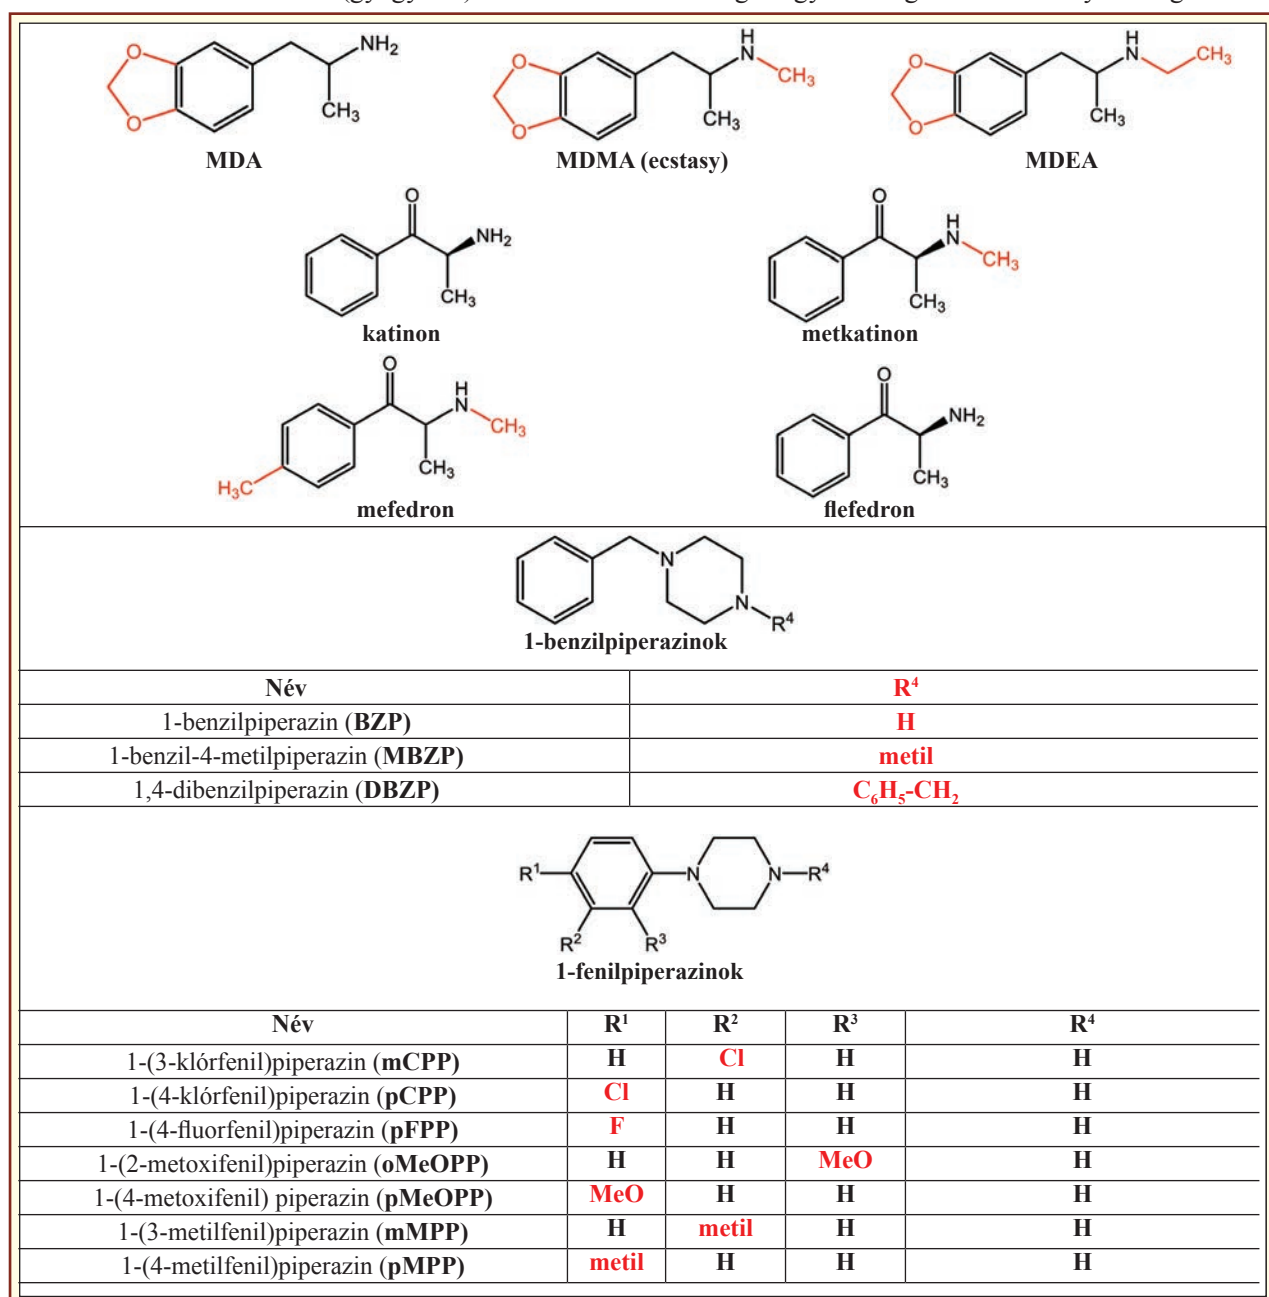 NH₂
CH₃
O
O
MDA
H
N
CH₃
CH₃
O
O
MDMA (ecstasy)
H
N
CH₃
CH₃
O
O
MDEA
O
NH₂
CH₃
katinon
O
H
N
CH₃
CH₃
metkatinon
O
H
N
CH₃
CH₃
H₃C
mefedron
O
NH₂
CH₃
flefedron
N
N
R⁴
1-benzilpiperazinok
Név R⁴
1-benzilpiperazin (BZP) H
1-benzil-4-metilpiperazin (MBZP) metil
1,4-dibenzilpiperazin (DBZP) C₆H₅-CH₂
R¹ N N R⁴
R² R³
1-fenilpiperazinok
Név R¹ R² R³ R⁴
1-(3-klórfenil)piperazin (mCPP) H Cl H H
1-(4-klórfenil)piperazin (pCPP) Cl H H H
1-(4-fluorfenil)piperazin (pFPP) F H H H
1-(2-metoxifenil)piperazin (oMeOPP) H H MeO H
1-(4-metoxifenil) piperazin (pMeOPP) MeO H H H
1-(3-metilfenil)piperazin (mMPP) H metil H H
1-(4-metilfenil)piperazin (pMPP) metil H H H